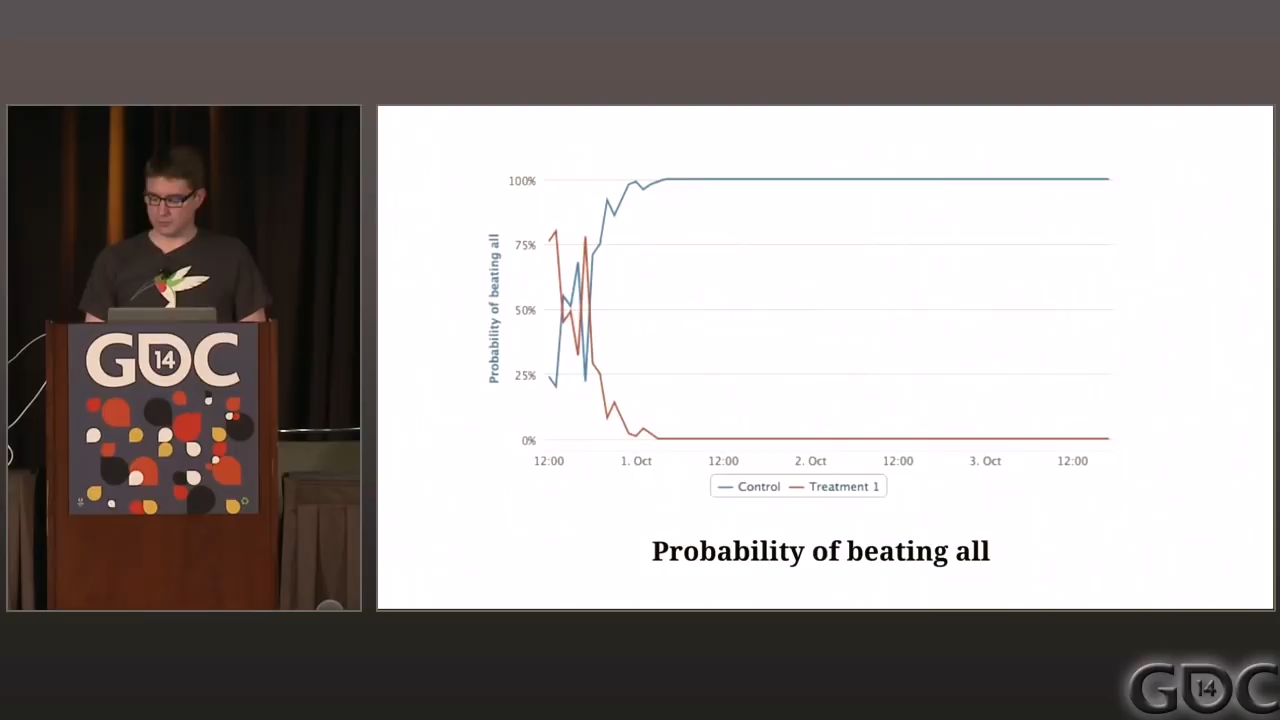 GDC
14
100%
75%
50%
25%
0%
Probability of beating all
12:00 1. Oct 12:00 2. Oct 12:00 3. Oct 12:00
Control Treatment 1
Probability of beating all
GDC
14